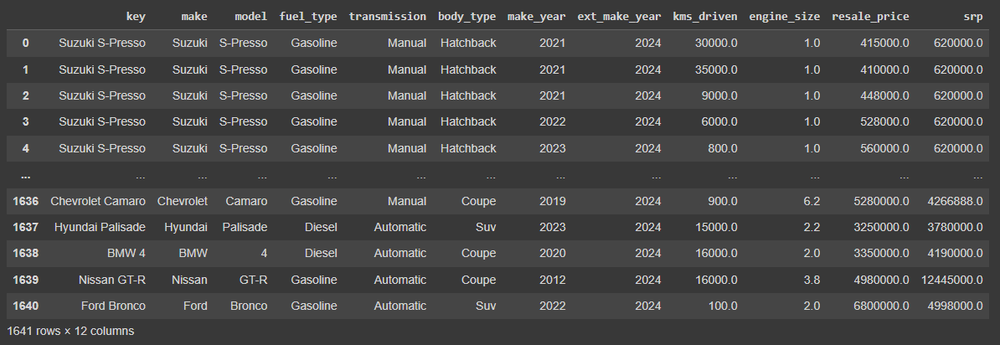 key make model fuel_type transmission body_type make_year ext_make_year kms_driven engine_size resale_price srp
0 Suzuki S-Presso Suzuki S-Presso Gasoline Manual Hatchback 2021 2024 30000.0 1.0 415000.0 620000.0
1 Suzuki S-Presso Suzuki S-Presso Gasoline Manual Hatchback 2021 2024 35000.0 1.0 410000.0 620000.0
2 Suzuki S-Presso Suzuki S-Presso Gasoline Manual Hatchback 2021 2024 9000.0 1.0 448000.0 620000.0
3 Suzuki S-Presso Suzuki S-Presso Gasoline Manual Hatchback 2022 2024 6000.0 1.0 528000.0 620000.0
4 Suzuki S-Presso Suzuki S-Presso Gasoline Manual Hatchback 2023 2024 800.0 1.0 560000.0 620000.0
... ... ... ... ... ... ... ... ... ... ... ... ...
1636 Chevrolet Camaro Chevrolet Camaro Gasoline Manual Coupe 2019 2024 900.0 6.2 5280000.0 4266888.0
1637 Hyundai Palisade Hyundai Palisade Diesel Automatic Suv 2023 2024 15000.0 2.2 3250000.0 3780000.0
1638 BMW 4 BMW 4 Diesel Automatic Coupe 2020 2024 16000.0 2.0 3350000.0 4190000.0
1639 Nissan GT-R Nissan GT-R Gasoline Automatic Coupe 2012 2024 16000.0 3.8 4980000.0 12445000.0
1640 Ford Bronco Ford Bronco Gasoline Automatic Suv 2022 2024 100.0 2.0 6800000.0 4998000.0
1641 rows × 12 columns